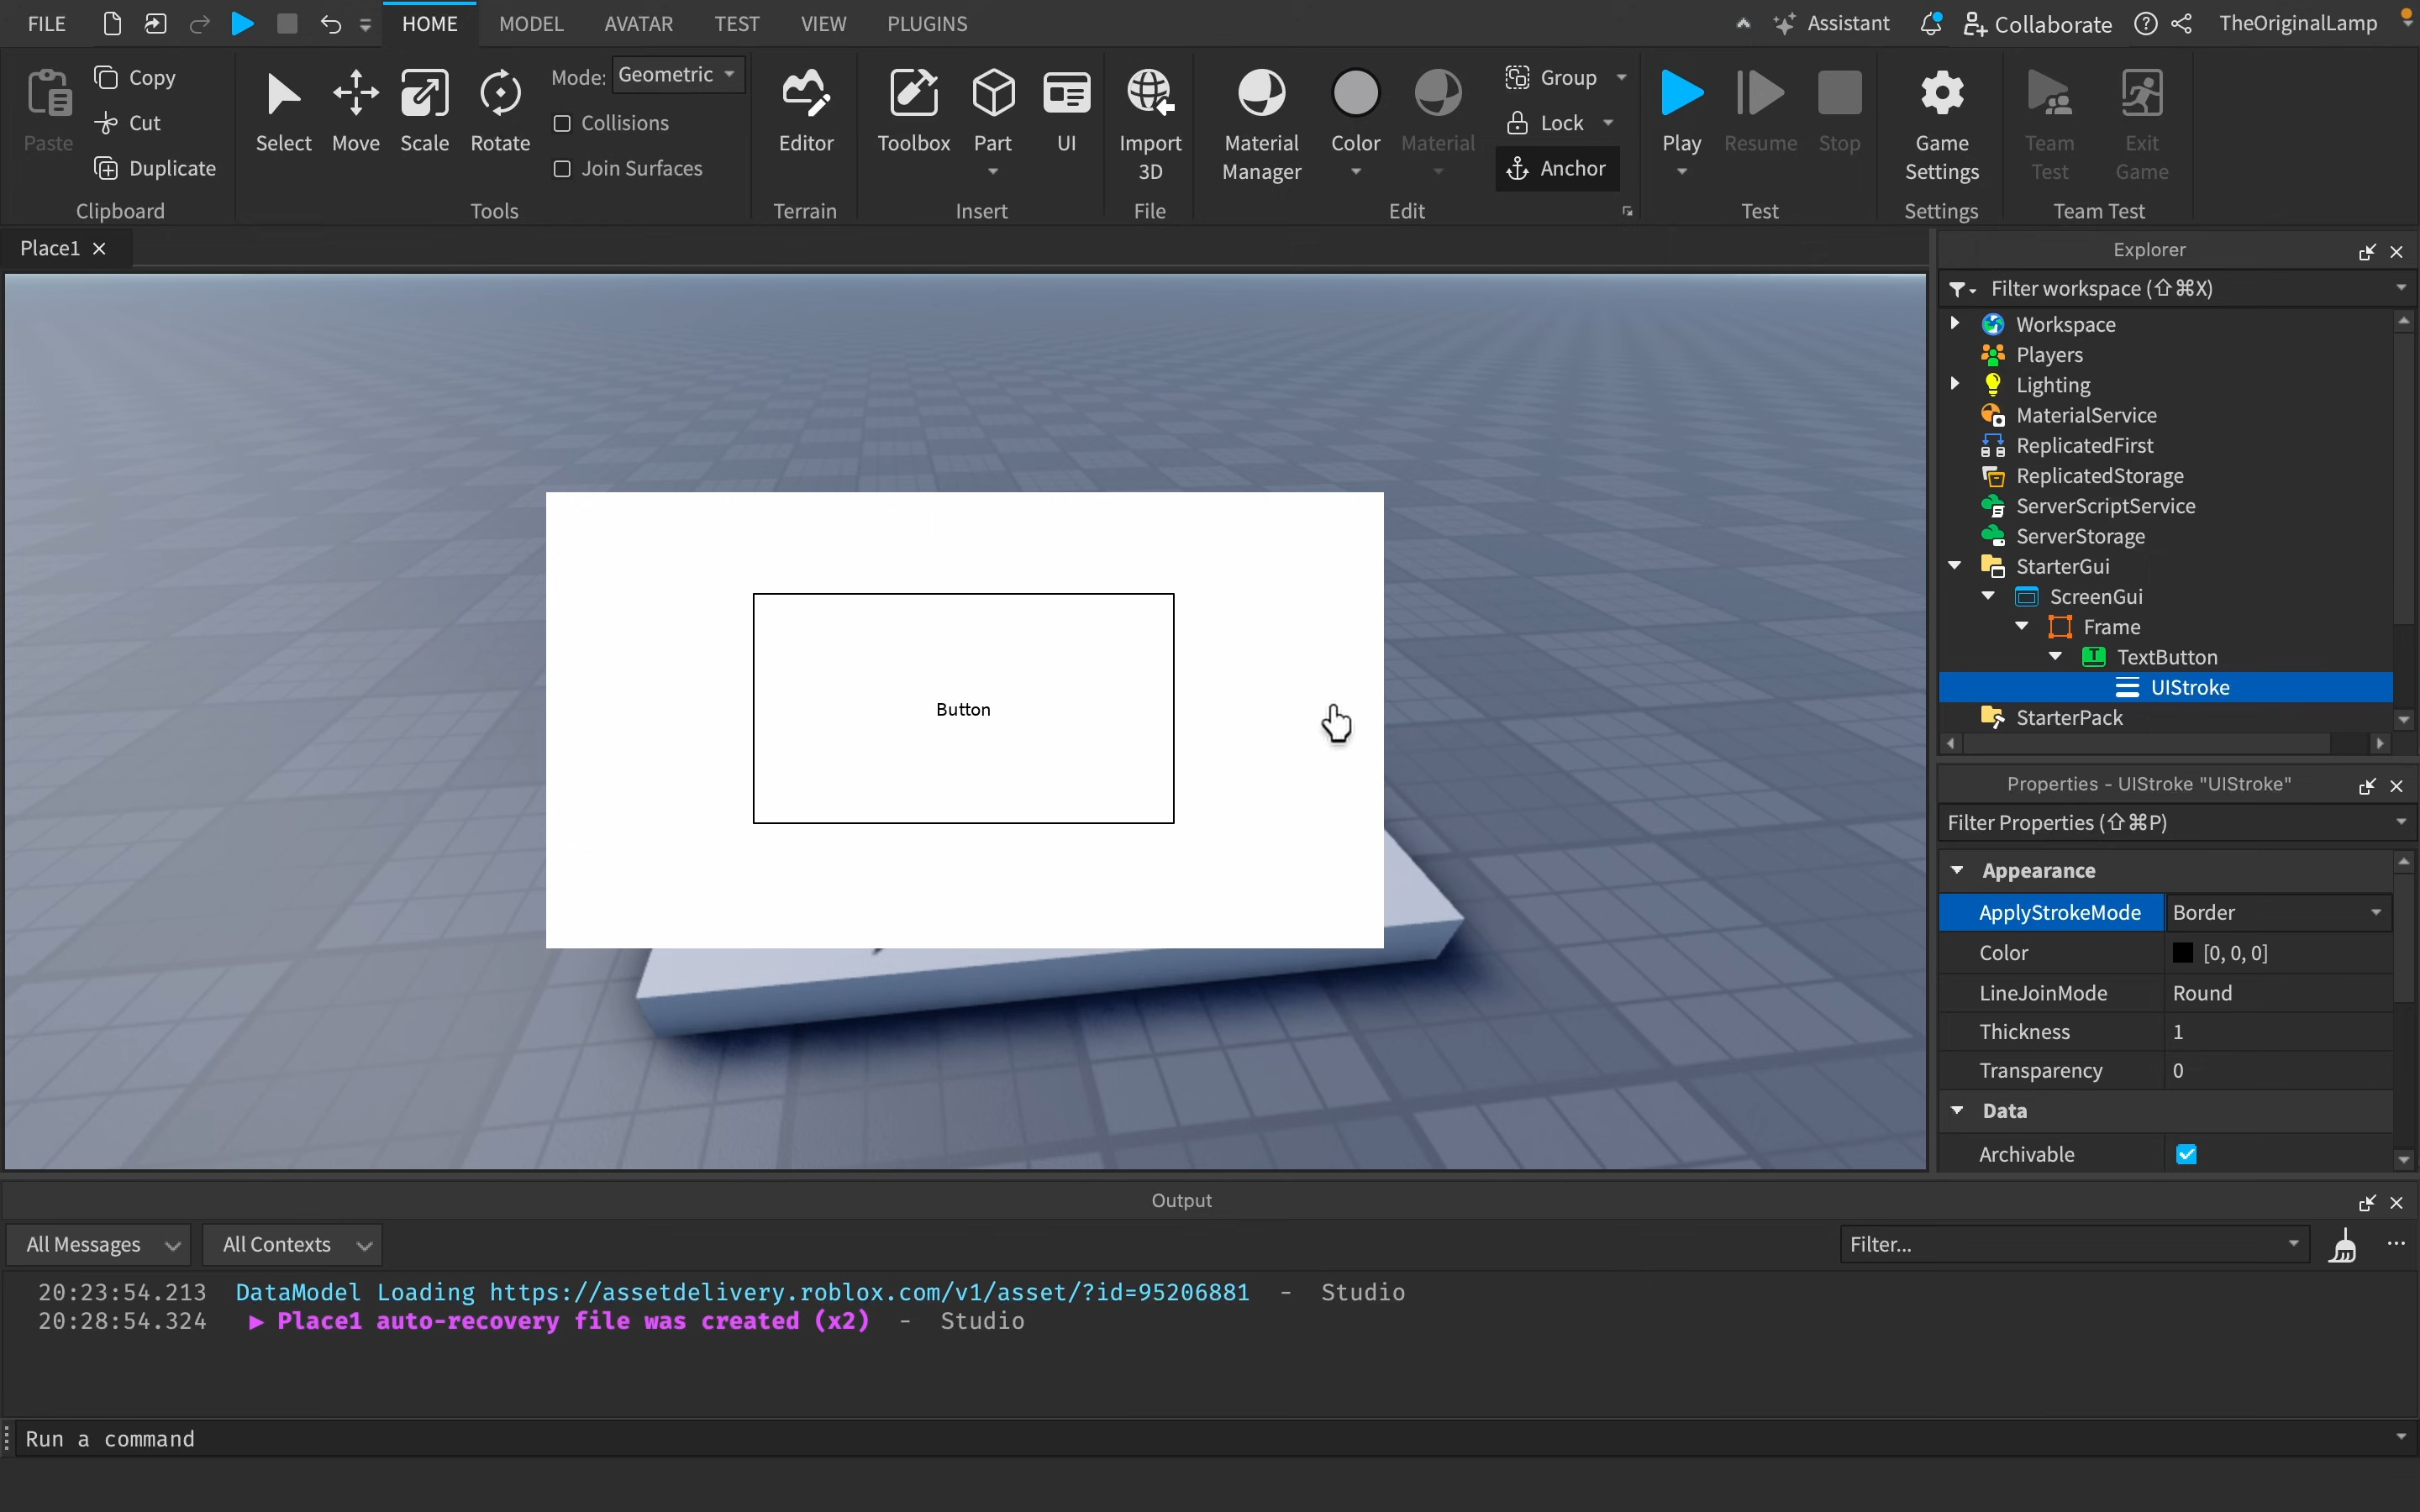 FILE HOME MODEL AVATAR TEST VIEW PLUGINS Assistant Collaborate TheOriginalLamp
Paste
Copy
Cut
Duplicate
Clipboard
Select Move Scale Rotate
Mode: Geometric
Collisions
Join Surfaces
Tools
Editor
Terrain
Toolbox Part UI
Insert
Import
3D
File
Material
Manager
Color
Material
Group
Lock
Anchor
Edit
Play Resume Stop
Test
Game
Settings
Settings
Team
Test
Exit
Game
Team Test
Place1
Button
Explorer
Filter workspace (⇧⌘X)
Workspace
Players
Lighting
MaterialService
ReplicatedFirst
ReplicatedStorage
ServerScriptService
ServerStorage
StarterGui
ScreenGui
Frame
TextButton
UIStroke
StarterPack
Properties - UIStroke "UIStroke"
Filter Properties (⇧⌘P)
Appearance
ApplyStrokeMode Border
Color [0, 0, 0]
LineJoinMode Round
Thickness 1
Transparency 0
Data
Archivable
Output
All Messages All Contexts Filter...
20:23:54.213 DataModel Loading https://assetdelivery.roblox.com/v1/asset/?id=95206881 - Studio
20:28:54.324 ▶ Place1 auto-recovery file was created (x2) - Studio
Run a command